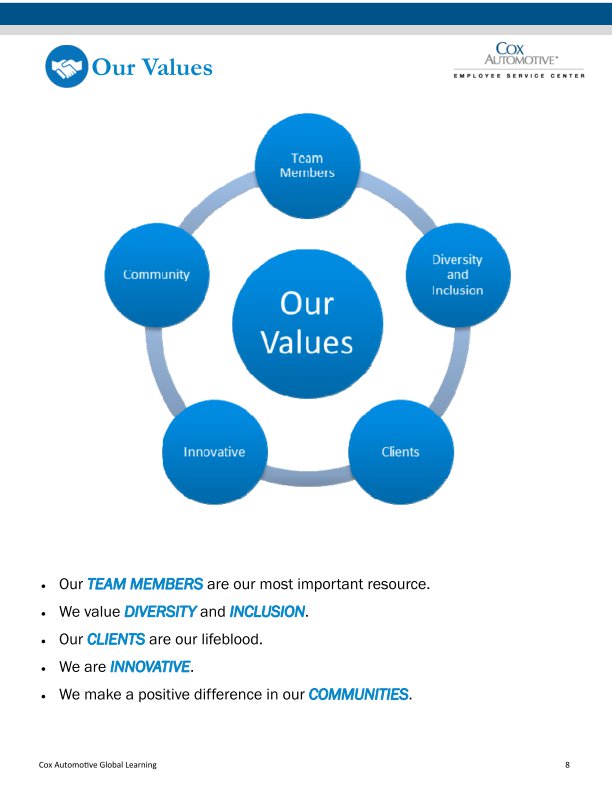 Our Values
COX
AUTOMOTIVE
EMPLOYEE SERVICE CENTER
Team
Members
Diversity
and
Inclusion
Community
Our
Values
Innovative
Clients
• Our TEAM MEMBERS are our most important resource.
• We value DIVERSITY and INCLUSION.
• Our CLIENTS are our lifeblood.
• We are INNOVATIVE.
• We make a positive difference in our COMMUNITIES.
Cox Automotive Global Learning 8